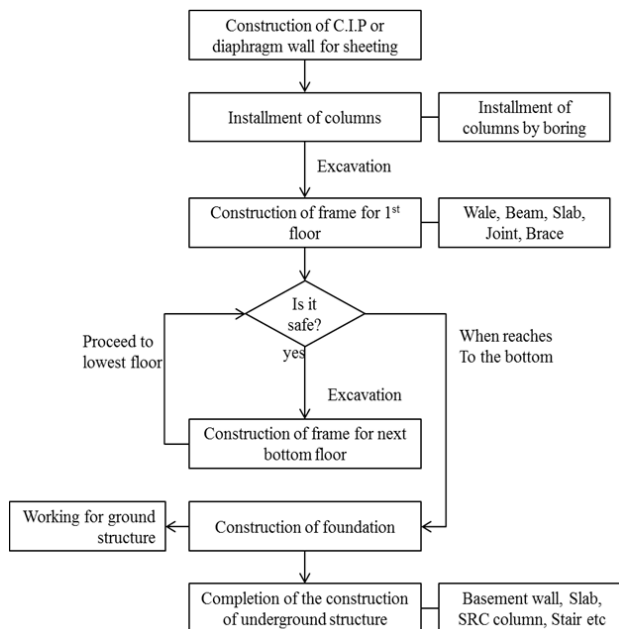 Construction of C.I.P or
diaphragm wall for sheeting
Installment of columns
Installment of
columns by boring
Excavation
Construction of frame for 1st
floor
Wale, Beam, Slab,
Joint, Brace
Is it
safe?
Proceed to
lowest floor
yes
When reaches
To the bottom
Excavation
Construction of frame for next
bottom floor
Working for ground
structure
Construction of foundation
Completion of the construction
of underground structure
Basement wall, Slab,
SRC column, Stair etc